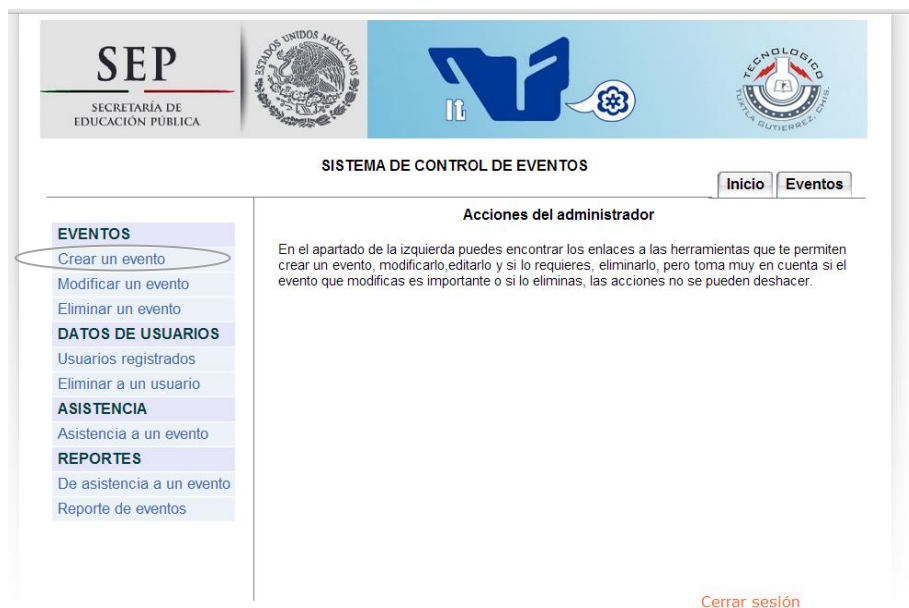 SEP
SECRETARÍA DE
EDUCACIÓN PÚBLICA
ESTADOS UNIDOS MEXICANOS
It
TECNOLOGICO
TUXTLA GUTIERREZ, CHIS.
SISTEMA DE CONTROL DE EVENTOS
Inicio
Eventos
EVENTOS
Crear un evento
Modificar un evento
Eliminar un evento
DATOS DE USUARIOS
Usuarios registrados
Eliminar a un usuario
ASISTENCIA
Asistencia a un evento
REPORTES
De asistencia a un evento
Reporte de eventos
Acciones del administrador
En el apartado de la izquierda puedes encontrar los enlaces a las herramientas que te permiten
crear un evento, modificarlo,editarlo y si lo requieres, eliminarlo, pero toma muy en cuenta si el
evento que modificas es importante o si lo eliminas, las acciones no se pueden deshacer.
Cerrar sesión